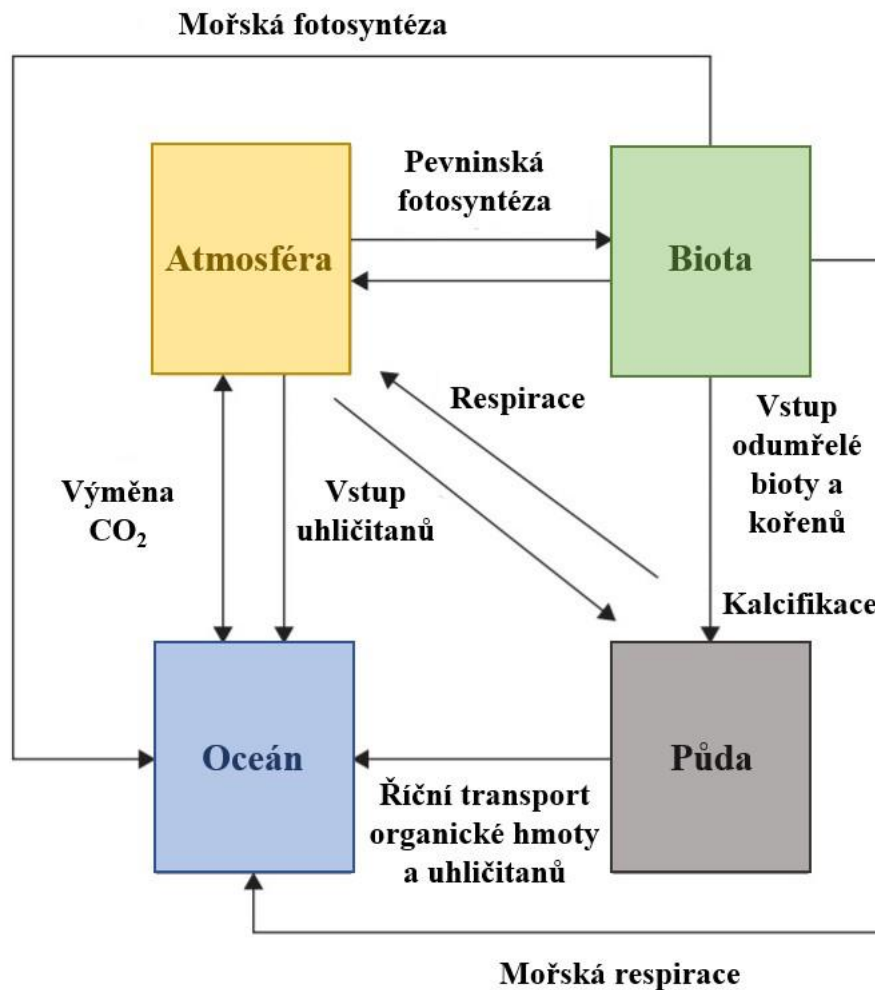 Mořská fotosyntéza
Pevninská
fotosyntéza
Atmosféra
Biota
Respirace
Vstup
odumřelé
bioty a
kořenů
Výměna
CO₂
Vstup
uhličitanů
Kalcifikace
Oceán
Půda
Říční transport
organické hmoty
a uhličitanů
Mořská respirace